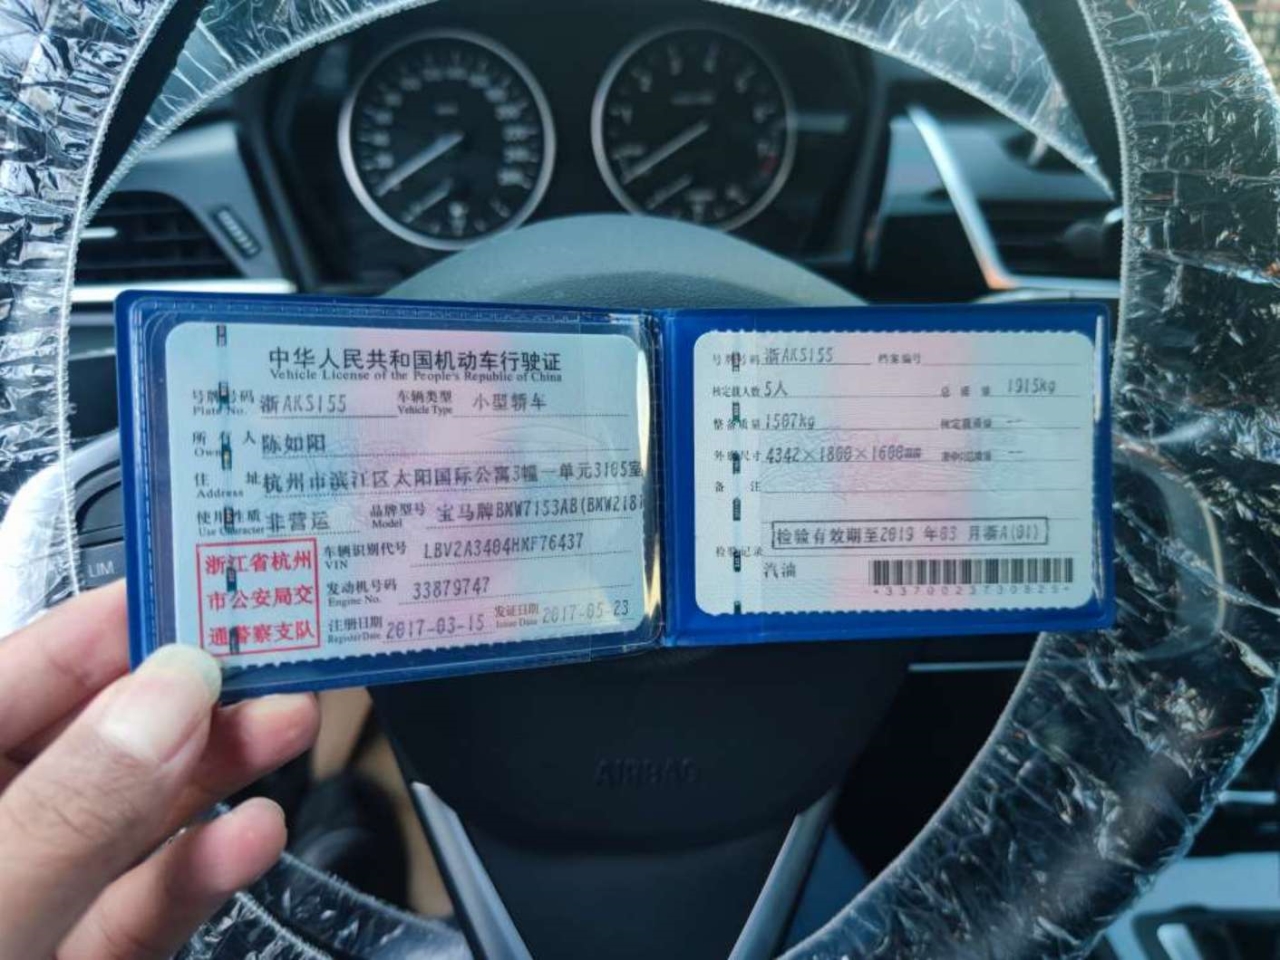 中华人民共和国机动车行驶证
Vehicle License of the People's Republic of China
号牌号码 浙AKS155 车辆类型 小型轿车
Plate No. Vehicle Type
所有人 陈如阳
Owner
住址 杭州市滨江区太阳国际公寓3幢一单元3105室
Address
使用性质 非营运 品牌型号 宝马牌BMW7153AB(BMW218
Use Character Model
浙江省杭州
市公安局交
通警察支队
车辆识别代号 LBV2A3404HMF76437
VIN
发动机号码 33879747
Engine No.
注册日期 2017-03-15 发证日期 2017-05-23
Register Date Issue Date
号牌号码 浙AKS155 档案编号
核定载人数 5人 总质量 1915kg
整备质量 1507kg 核定载质量 --
外廓尺寸 4342×1800×1600mm --
备注
检验有效期至2019 年03 月浙A(01)
检验记录
汽油
*3370023730825*
AIRBAG
LIM